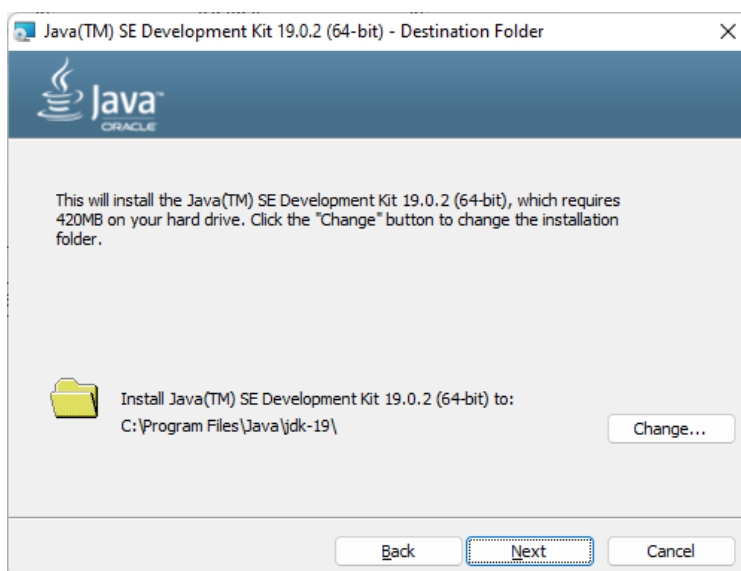 Java(TM) SE Development Kit 19.0.2 (64-bit) - Destination Folder
Java™
ORACLE
This will install the Java(TM) SE Development Kit 19.0.2 (64-bit), which requires
420MB on your hard drive. Click the "Change" button to change the installation
folder.
Install Java(TM) SE Development Kit 19.0.2 (64-bit) to:
C:\Program Files\Java\jdk-19\
Change...
Back Next Cancel